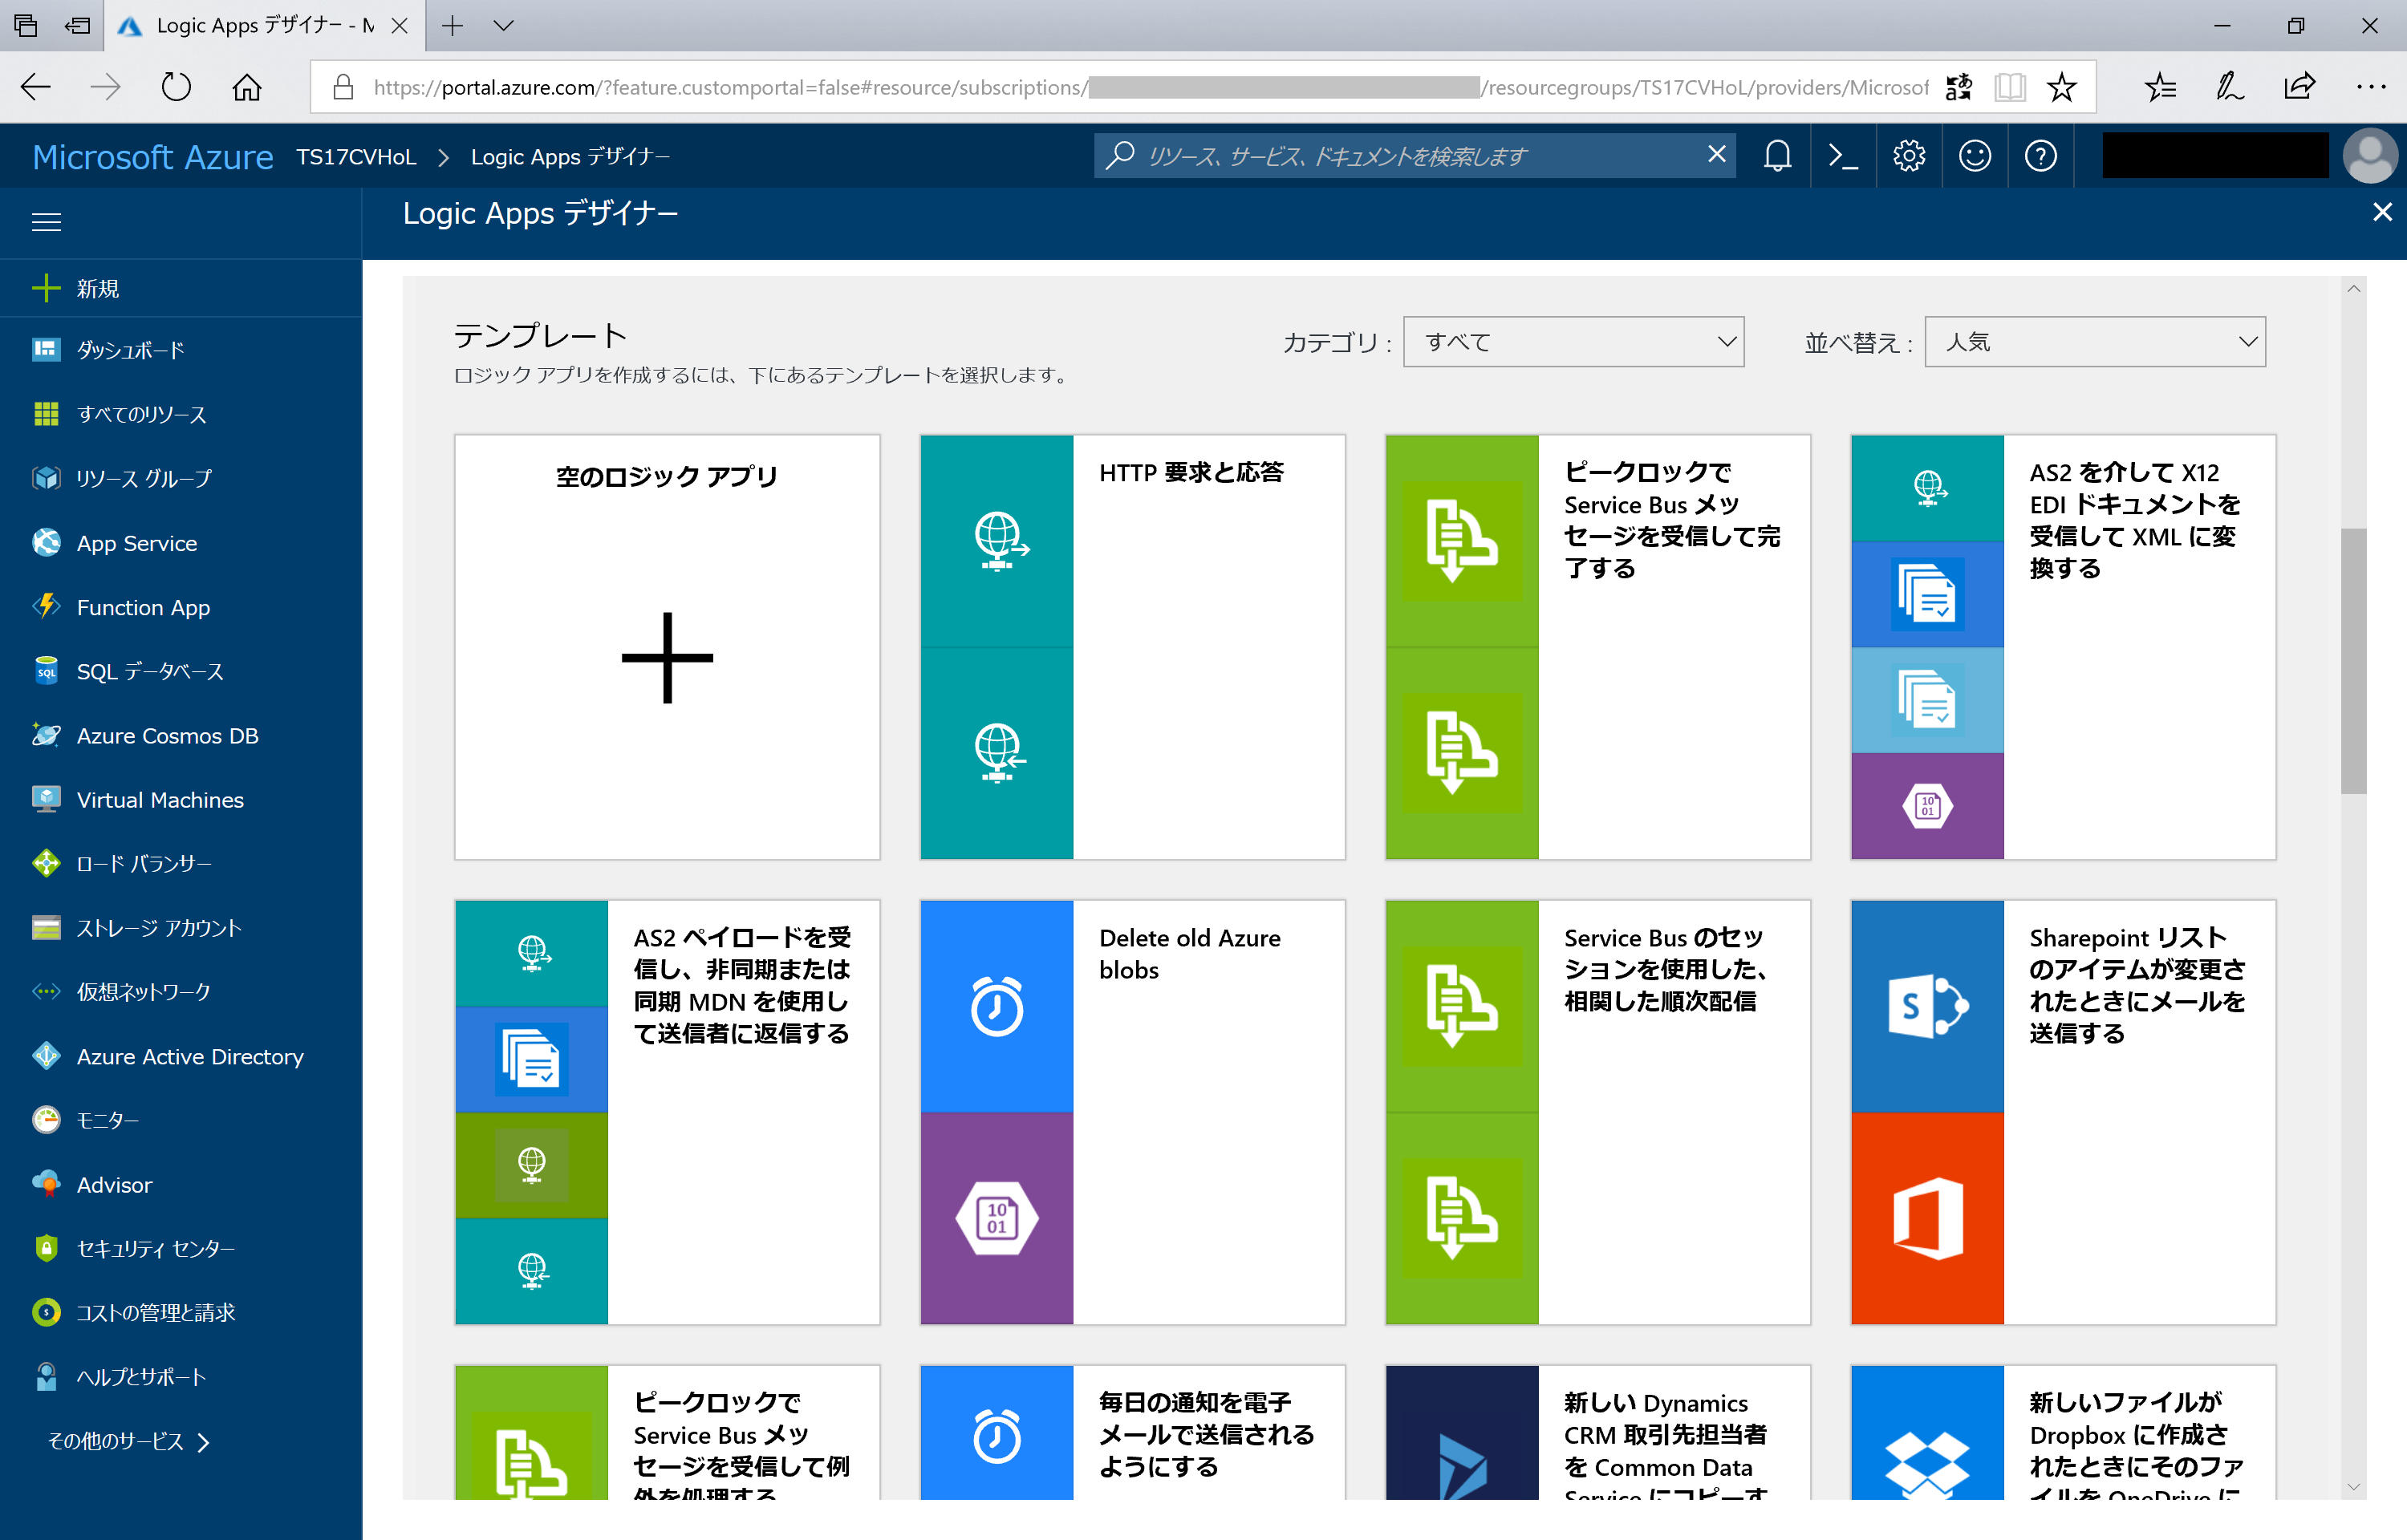 Logic Apps デザイナー - M
https://portal.azure.com/?feature.customportal=false#resource/subscriptions/ /resourcegroups/TS17CVHoL/providers/Microsof
Microsoft Azure TS17CVHoL > Logic Apps デザイナー
リソース、サービス、ドキュメントを検索します
Logic Apps デザイナー
新規
ダッシュボード
すべてのリソース
リソース グループ
App Service
Function App
SQL データベース
Azure Cosmos DB
Virtual Machines
ロード バランサー
ストレージ アカウント
仮想ネットワーク
Azure Active Directory
モニター
Advisor
セキュリティ センター
コストの管理と請求
ヘルプとサポート
その他のサービス >
テンプレート
ロジック アプリを作成するには、下にあるテンプレートを選択します。
カテゴリ : すべて
並べ替え : 人気
空のロジック アプリ
HTTP 要求と応答
ピークロックで
Service Bus メッ
セージを受信して完
了する
AS2 を介して X12
EDI ドキュメントを
受信して XML に変
換する
AS2 ペイロードを受
信し、非同期または
同期 MDN を使用し
て送信者に返信する
Delete old Azure
blobs
Service Bus のセッ
ションを使用した、
相関した順次配信
Sharepoint リスト
のアイテムが変更さ
れたときにメールを
送信する
ピークロックで
Service Bus メッ
セージを受信して例
外を処理する
毎日の通知を電子
メールで送信される
ようにする
新しい Dynamics
CRM 取引先担当者
を Common Data
Service にコピーす
新しいファイルが
Dropbox に作成さ
れたときにそのファ
イルを OneDrive に